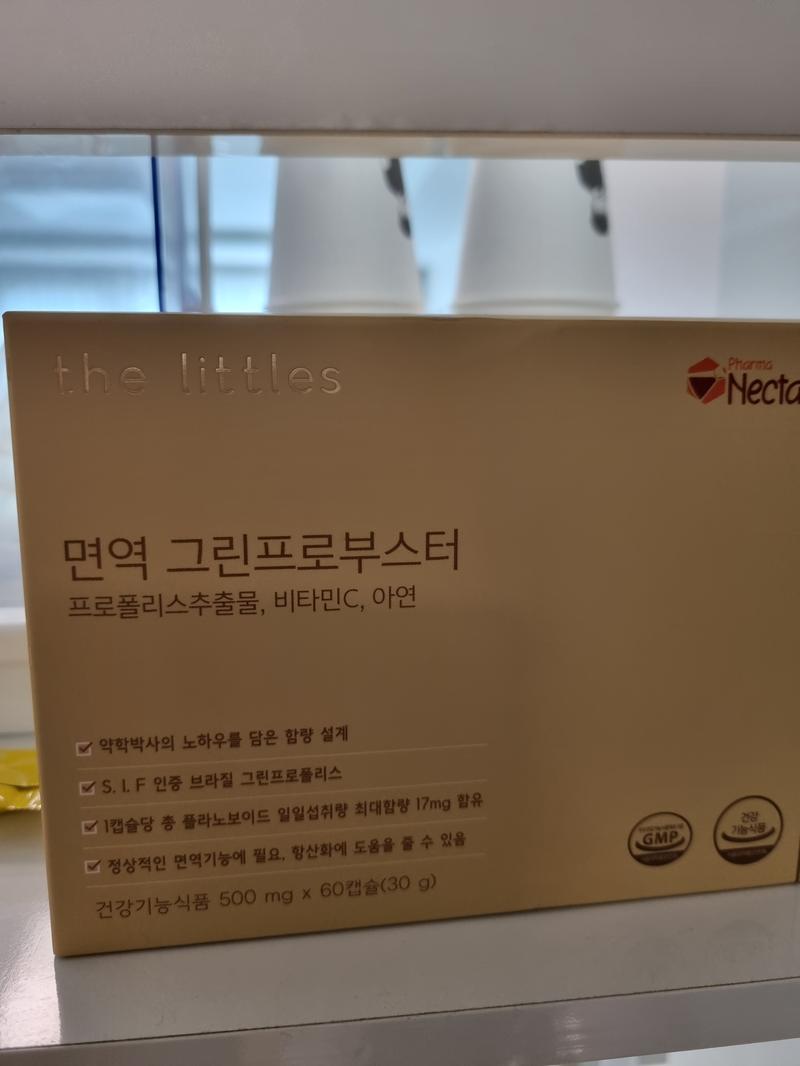 the littles
Pharma
Necta
면역 그린프로부스터
프로폴리스추출물, 비타민C, 아연
약학박사의 노하우를 담은 함량 설계
S. I. F 인증 브라질 그린프로폴리스
1캡슐당 총 플라노보이드 일일섭취량 최대함량 17mg 함유
정상적인 면역기능에 필요, 항산화에 도움을 줄 수 있음
건강기능식품 500 mg x 60캡슐(30 g)
GMP
건강
기능식품